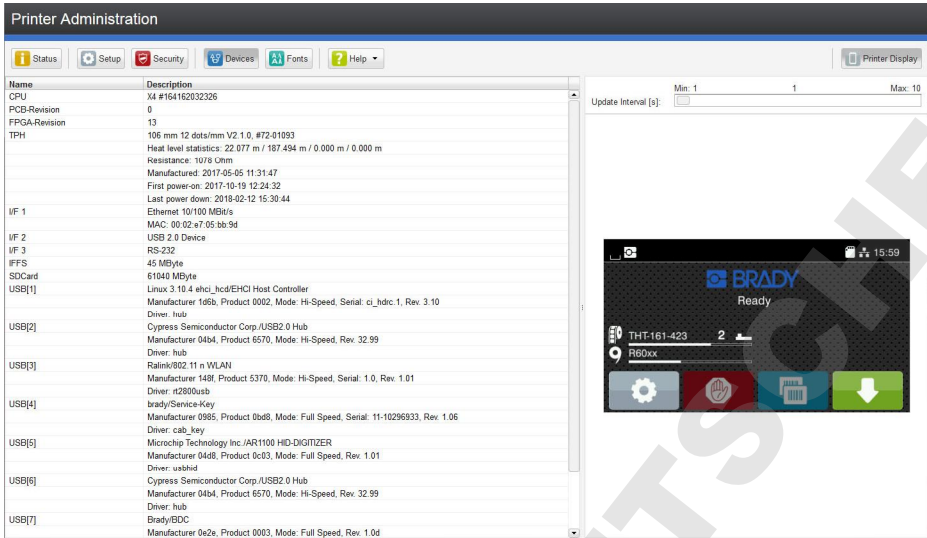 Printer Administration
Status Setup Security Devices Fonts Help Printer Display
Name Description
CPU X4 #164162032326
PCB-Revision 0
FPGA-Revision 13
TPH 106 mm 12 dots/mm V2.1.0, #72-01093
Heat level statistics: 22.077 m / 187.494 m / 0.000 m / 0.000 m
Resistance: 1078 Ohm
Manufactured: 2017-05-05 11:31:47
First power-on: 2017-10-19 12:24:32
Last power down: 2018-02-12 15:30:44
I/F 1 Ethernet 10/100 MBit/s
MAC: 00:02:e7:05:bb:9d
I/F 2 USB 2.0 Device
I/F 3 RS-232
IFFS 45 MByte
SDCard 61040 MByte
USB[1] Linux 3.10.4 ehci_hcd/EHCI Host Controller
Manufacturer 1d6b, Product 0002, Mode: Hi-Speed, Serial: ci_hdrc.1, Rev. 3.10
Driver: hub
USB[2] Cypress Semiconductor Corp./USB2.0 Hub
Manufacturer 04b4, Product 6570, Mode: Hi-Speed, Rev. 32.99
Driver: hub
USB[3] Ralink/802.11 n WLAN
Manufacturer 148f, Product 5370, Mode: Hi-Speed, Serial: 1.0, Rev. 1.01
Driver: rt2800usb
USB[4] brady/Service-Key
Manufacturer 0985, Product 0bd8, Mode: Full Speed, Serial: 11-10296933, Rev. 1.06
Driver: cab_key
USB[5] Microchip Technology Inc./AR1100 HID-DIGITIZER
Manufacturer 04d8, Product 0c03, Mode: Full Speed, Rev. 1.01
Driver: usbhid
USB[6] Cypress Semiconductor Corp./USB2.0 Hub
Manufacturer 04b4, Product 6570, Mode: Hi-Speed, Rev. 32.99
Driver: hub
USB[7] Brady/BDC
Manufacturer 0e2e, Product 0003, Mode: Full Speed, Rev. 1.0d
Min: 1 1 Max: 10
Update Interval [s]:
15:59
BRADY
Ready
THT-161-423 2
R60xx